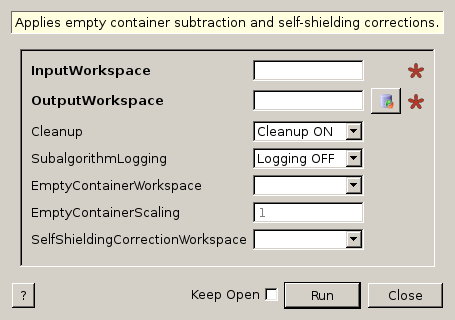 Applies empty container subtraction and self-shielding corrections.
InputWorkspace *
OutputWorkspace *
Cleanup Cleanup ON
SubalgorithmLogging Logging OFF
EmptyContainerWorkspace
EmptyContainerScaling 1
SelfShieldingCorrectionWorkspace
? Keep Open Run Close